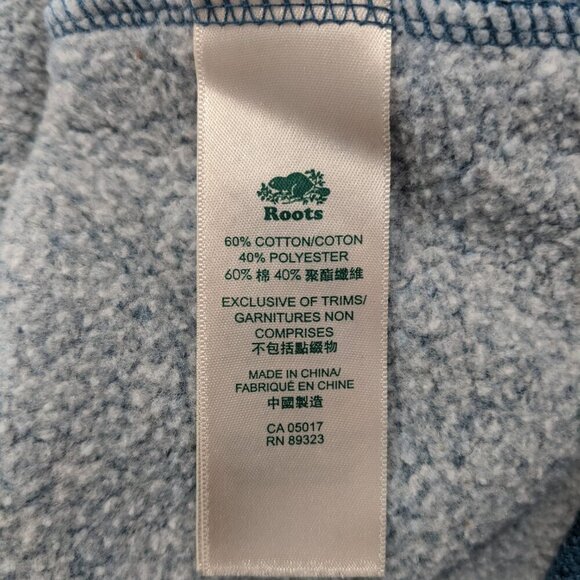 Roots
60% COTTON/COTON
40% POLYESTER
60% 棉 40% 聚酯纖維
EXCLUSIVE OF TRIMS/
GARNITURES NON
COMPRISES
不包括點綴物
MADE IN CHINA/
FABRIQUÉ EN CHINE
中國製造
CA 05017
RN 89323